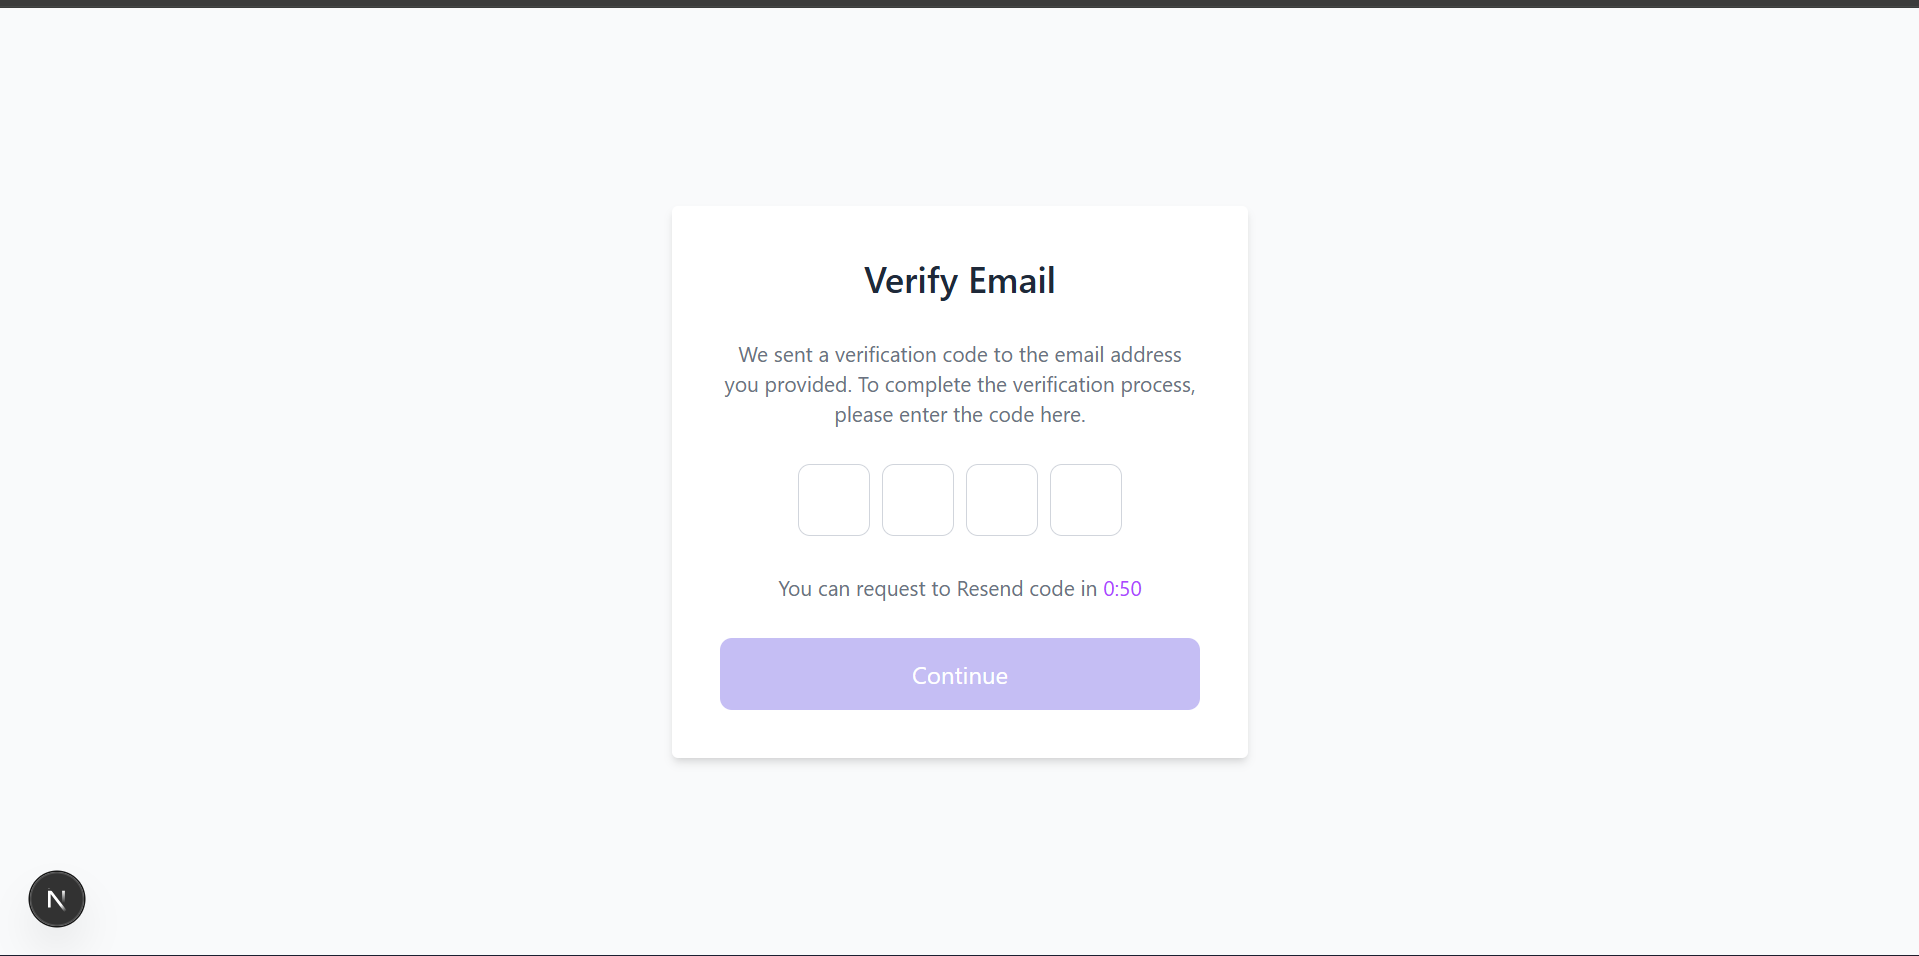 Verify Email
We sent a verification code to the email address
you provided. To complete the verification process,
please enter the code here.
You can request to Resend code in 0:50
Continue
N